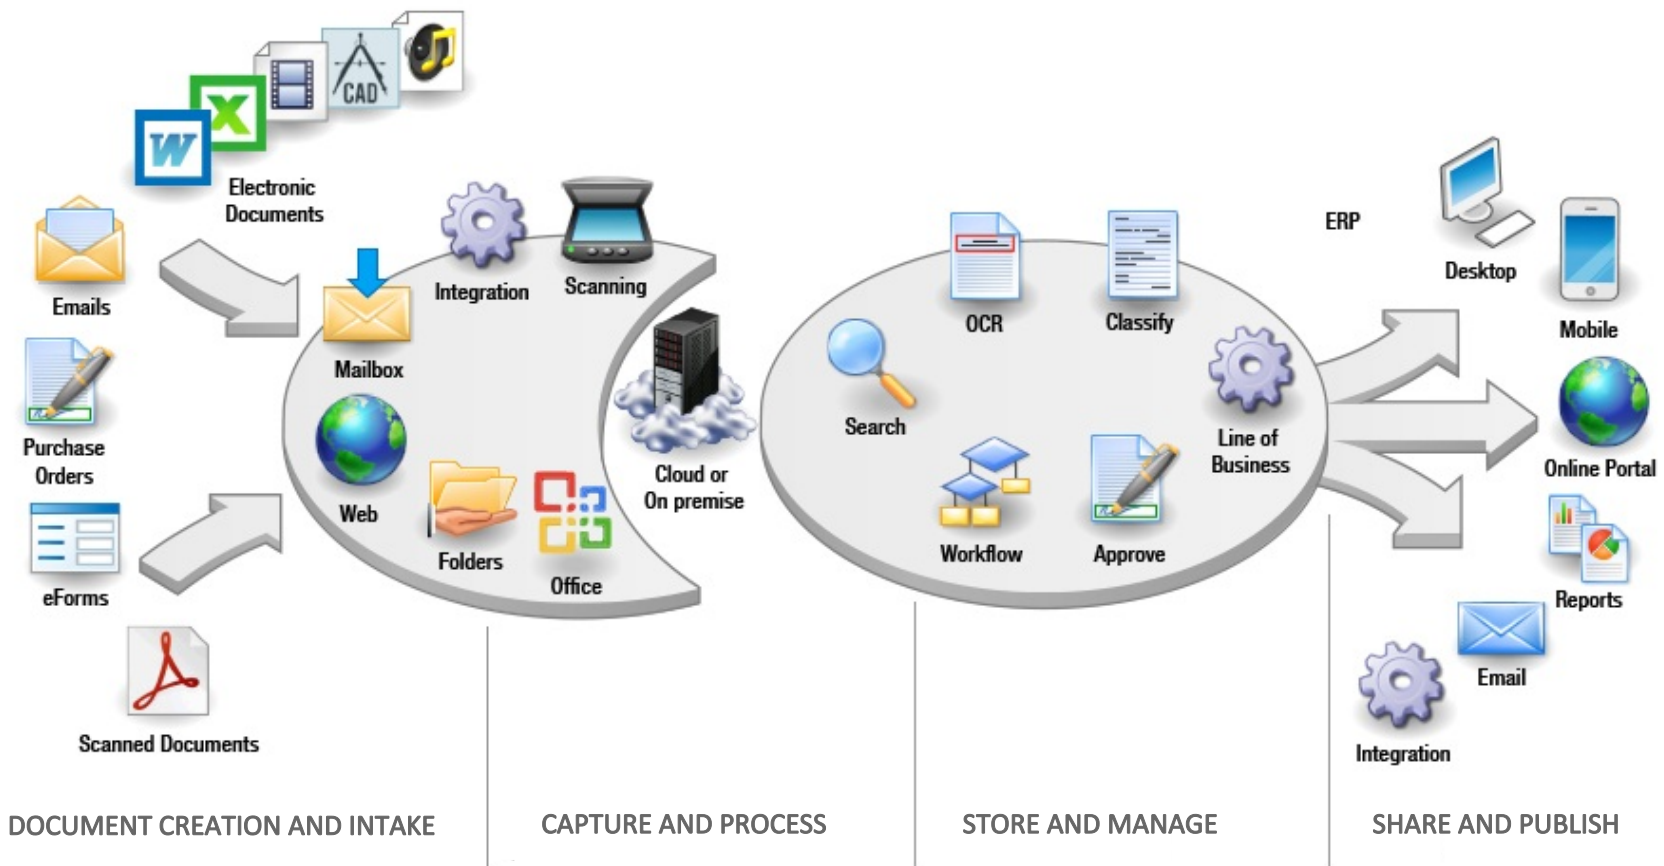 CAD
W
X
Electronic
Documents
Emails
Purchase
Orders
eForms
Scanned Documents
Integration
Scanning
Mailbox
Web
Folders
Office
Cloud or
On premise
OCR
Classify
Search
Line of
Business
Workflow
Approve
ERP
Desktop
Mobile
Online Portal
Reports
Email
Integration
DOCUMENT CREATION AND INTAKE
CAPTURE AND PROCESS
STORE AND MANAGE
SHARE AND PUBLISH